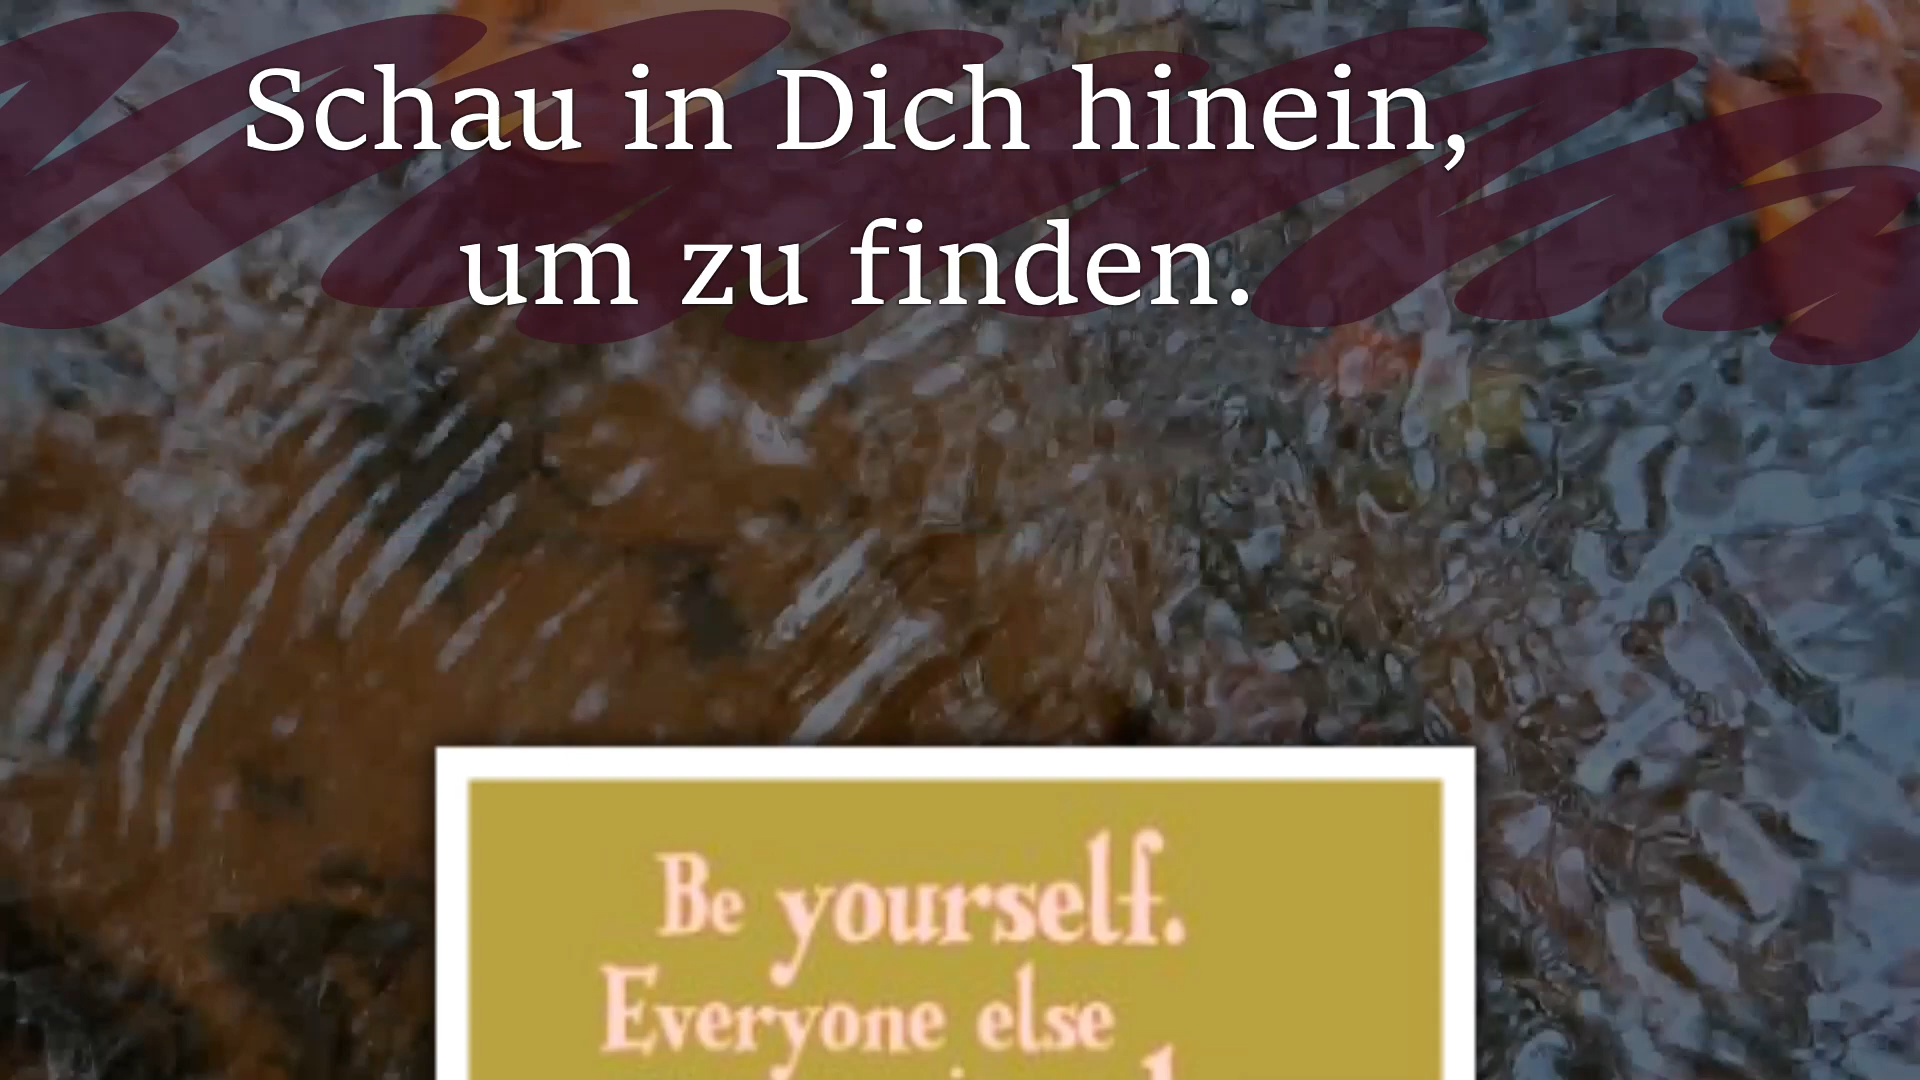 Schau in Dich hinein,
um zu finden.
Be yourself.
Everyone else